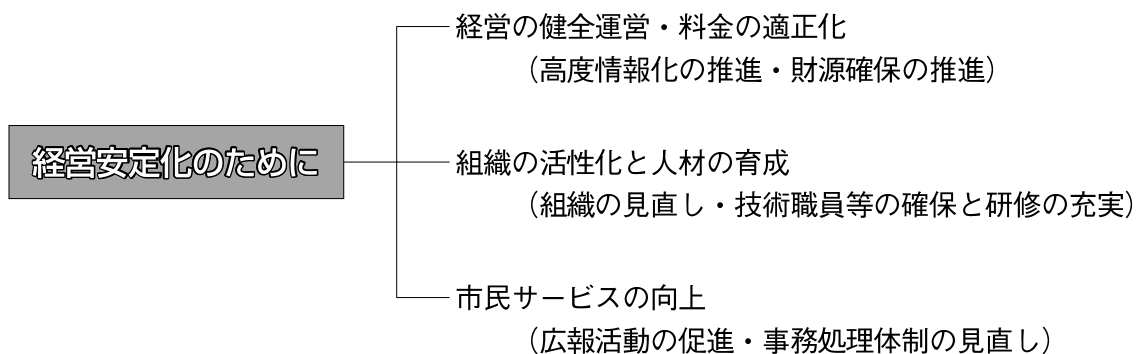 経営安定化のために
経営の健全運営・料金の適正化
（高度情報化の推進・財源確保の推進）
組織の活性化と人材の育成
（組織の見直し・技術職員等の確保と研修の充実）
市民サービスの向上
（広報活動の促進・事務処理体制の見直し）